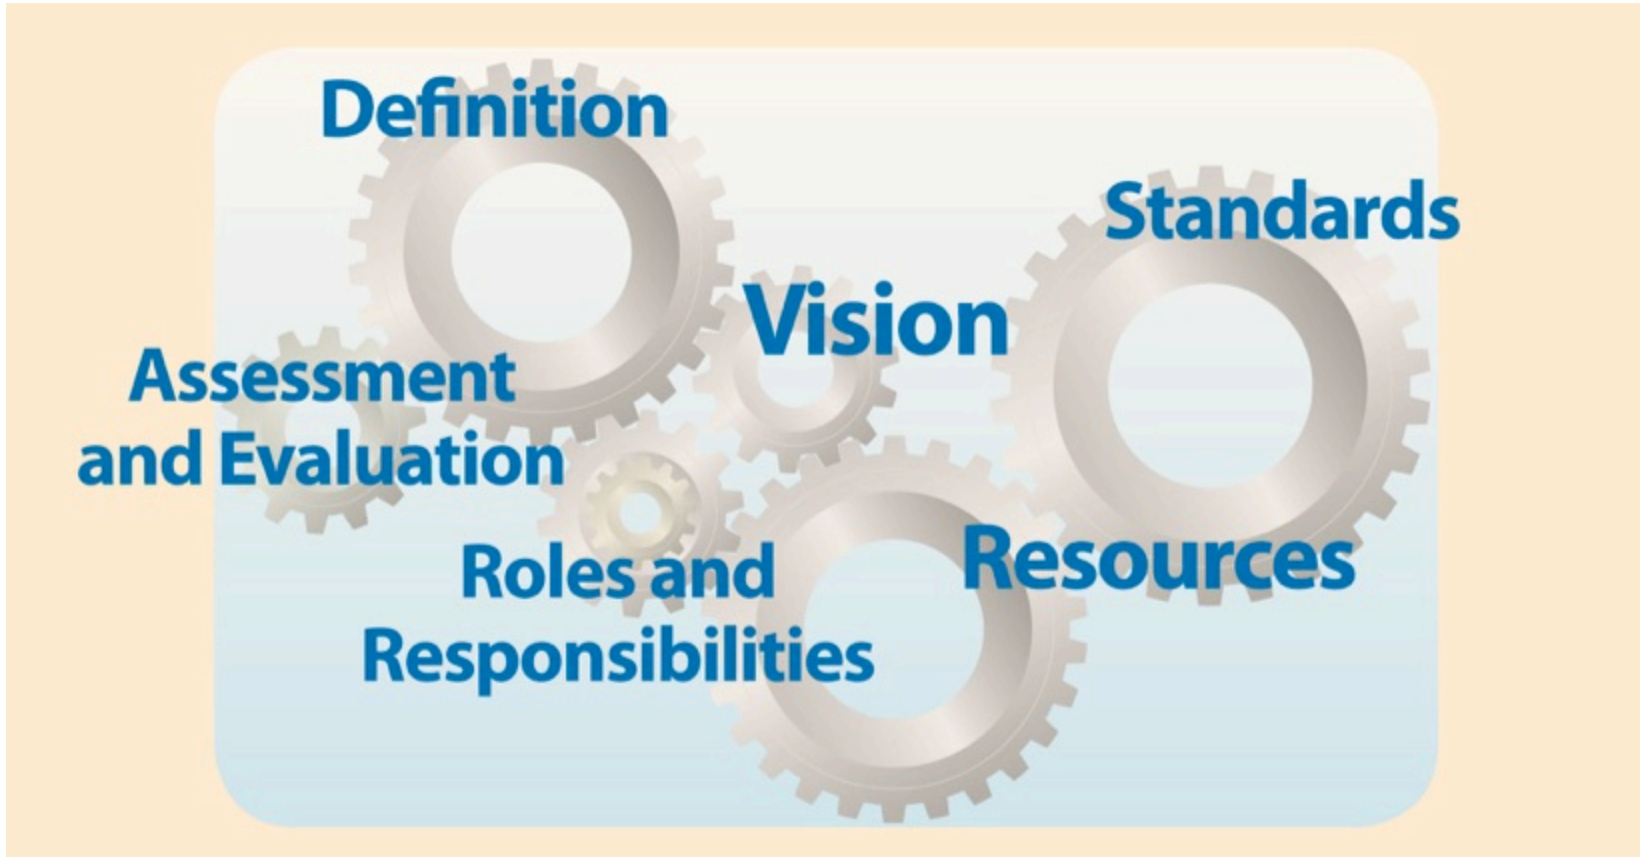 Definition
Standards
Vision
Assessment
and Evaluation
Resources
Roles and
Responsibilities